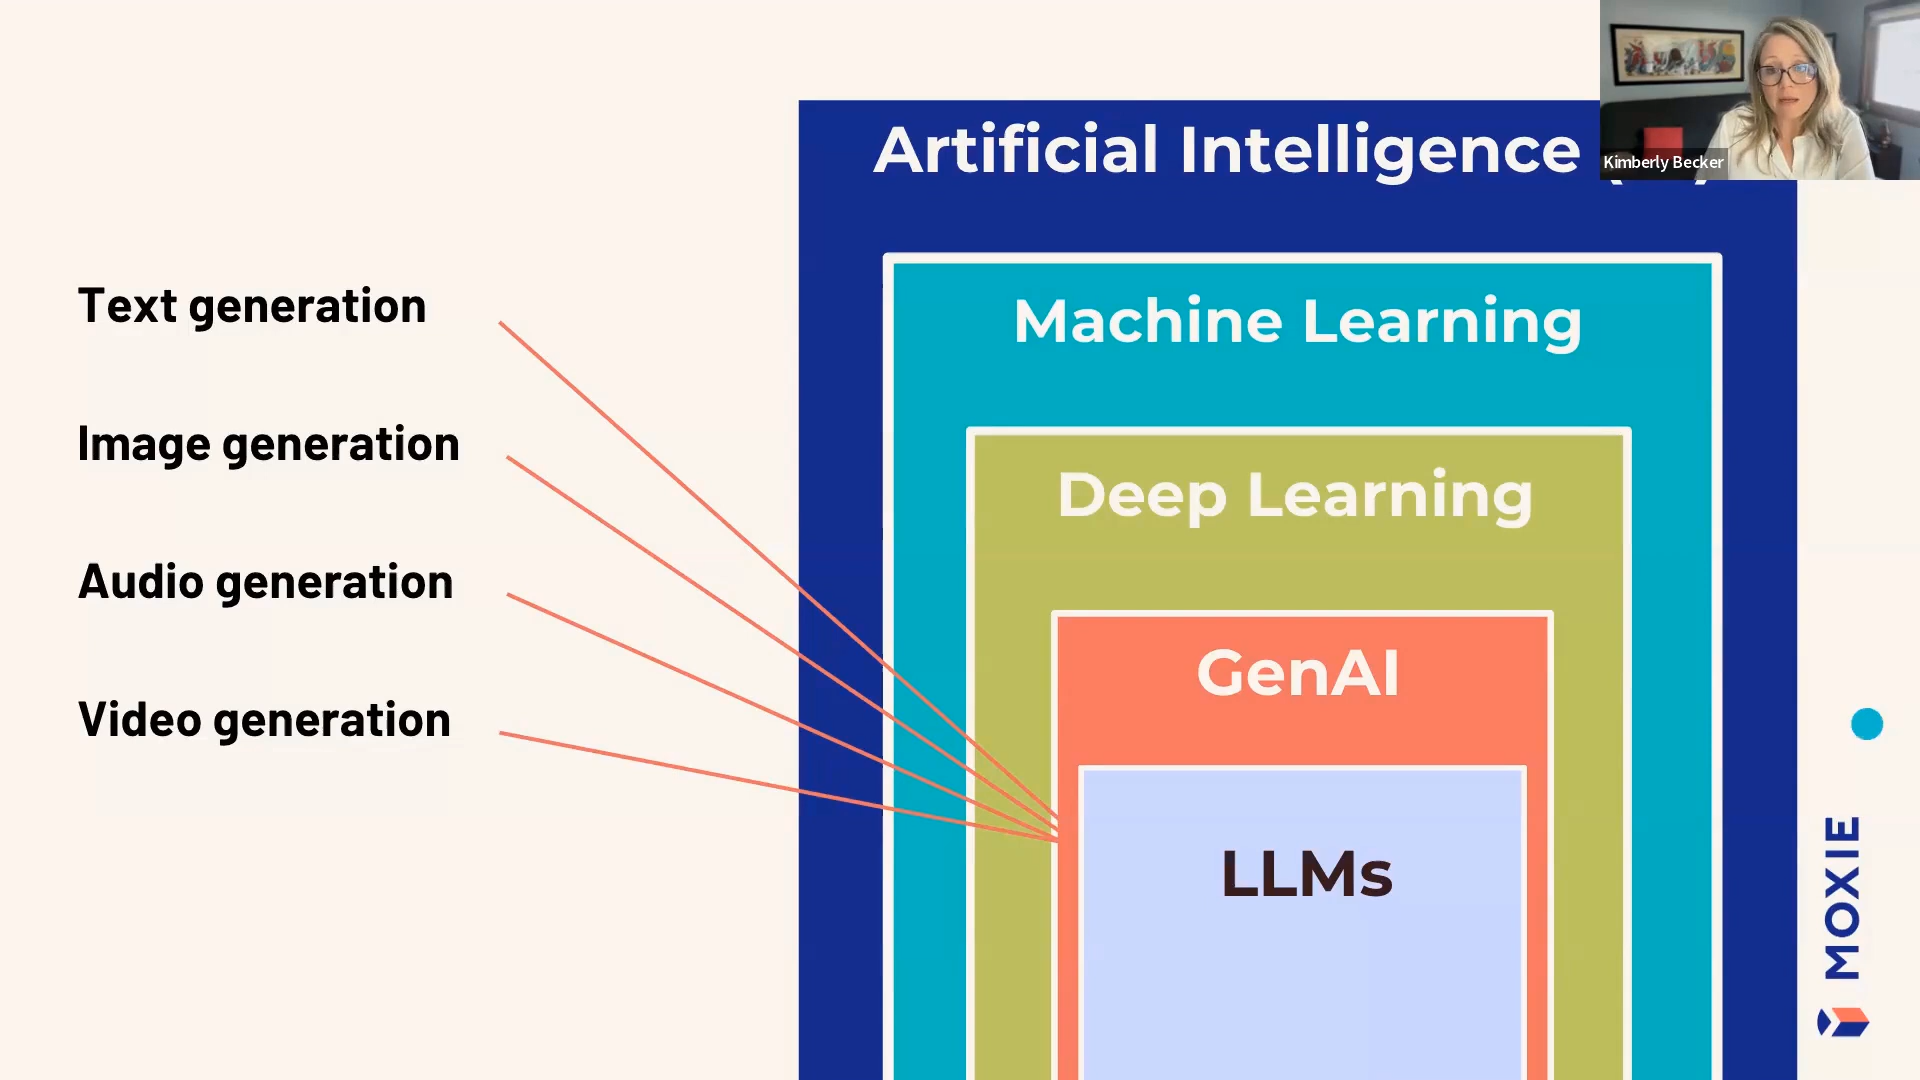 Artificial Intelligence
Kimberly Becker
Machine Learning
Text generation
Image generation
Deep Learning
Audio generation
GenAI
Video generation
LLMs
MOXIE